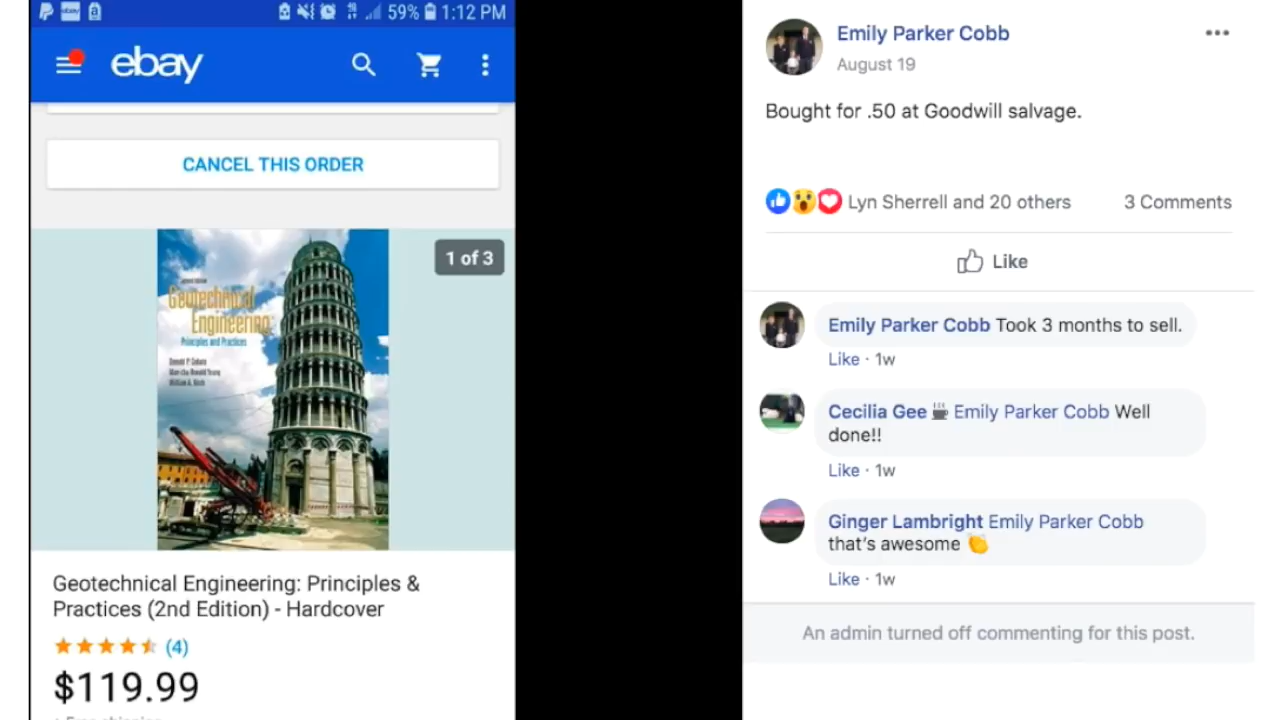 59% 1:12 PM
ebay
CANCEL THIS ORDER
1 of 3
Geotechnical
Engineering:
Principles and Practices
Geotechnical Engineering: Principles &
Practices (2nd Edition) - Hardcover
(4)
$119.99
Emily Parker Cobb
August 19
Bought for .50 at Goodwill salvage.
Lyn Sherrell and 20 others 3 Comments
Like
Emily Parker Cobb Took 3 months to sell.
Like · 1w
Cecilia Gee ☕ Emily Parker Cobb Well
done!!
Like · 1w
Ginger Lambright Emily Parker Cobb
that's awesome 👏
Like · 1w
An admin turned off commenting for this post.